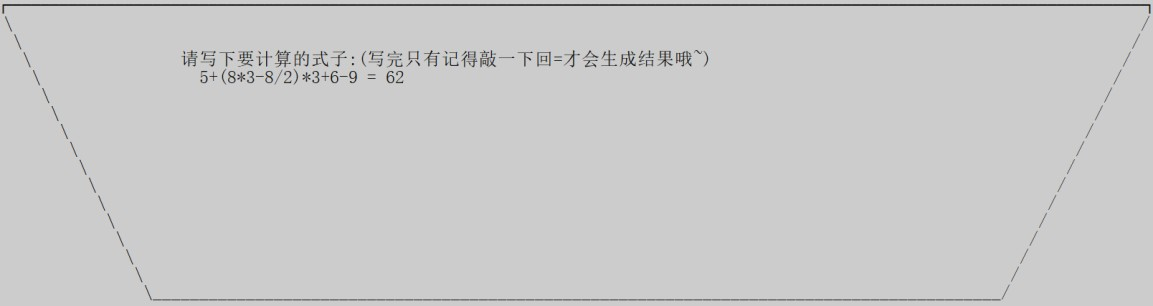 请写下要计算的式子:(写完只有记得敲一下回=才会生成结果哦~)
5+(8*3-8/2)*3+6-9 = 62